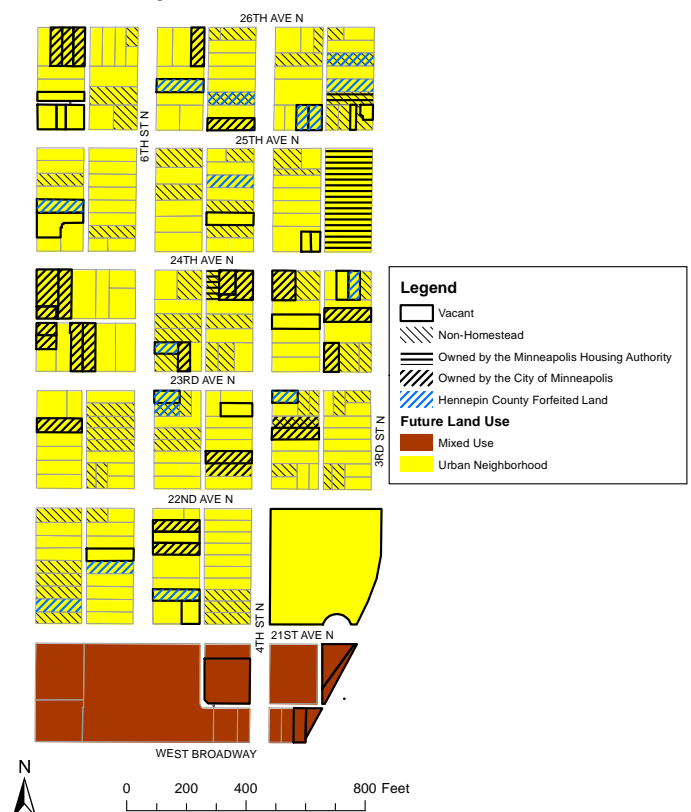 26TH AVE N
6TH ST N
25TH AVE N
24TH AVE N
Legend
Vacant
Non-Homestead
Owned by the Minneapolis Housing Authority
Owned by the City of Minneapolis
Hennepin County Forfeited Land
Future Land Use
Mixed Use
Urban Neighborhood
23RD AVE N
3RD ST N
22ND AVE N
4TH ST N
21ST AVE N
WEST BROADWAY
N
0 200 400 800 Feet